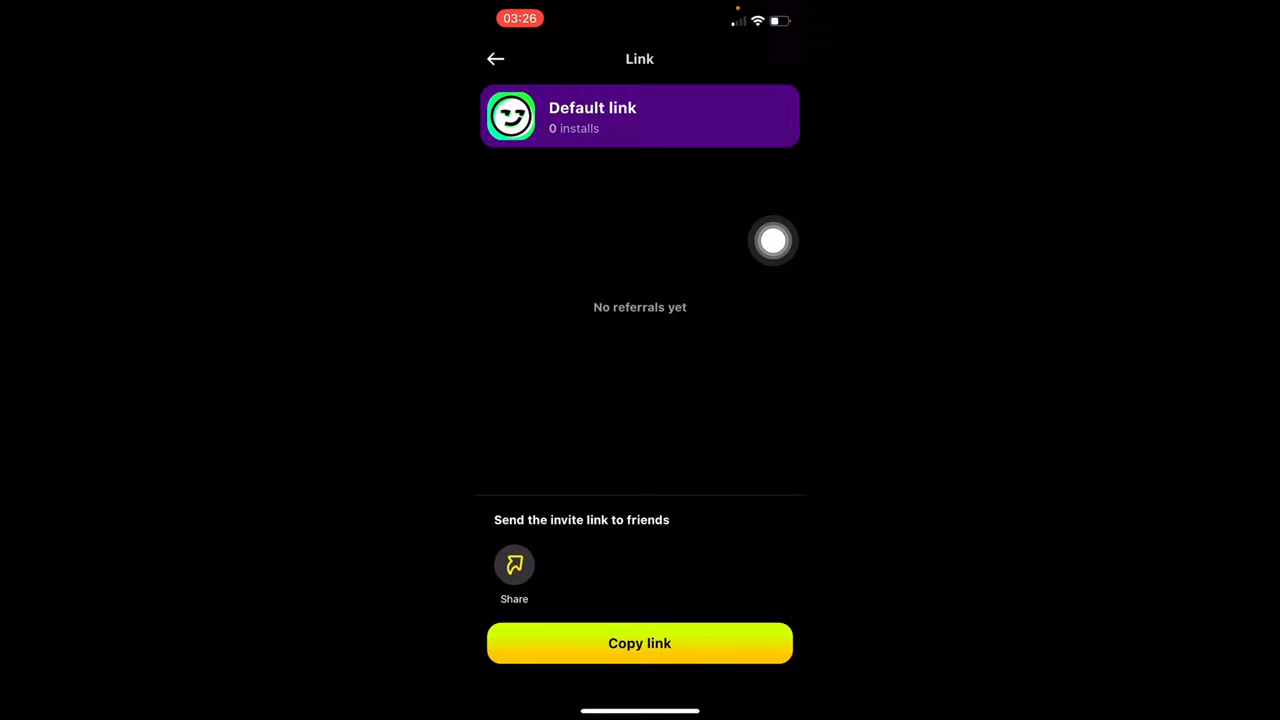 03:26
Link
Default link
0 installs
No referrals yet
Send the invite link to friends
Share
Copy link